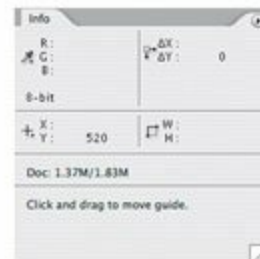 Info
R:
G:
B:
ΔX:
ΔY: 0
8-bit
X:
Y: 520
W:
H:
Doc: 1.37M/1.83M
Click and drag to move guide.